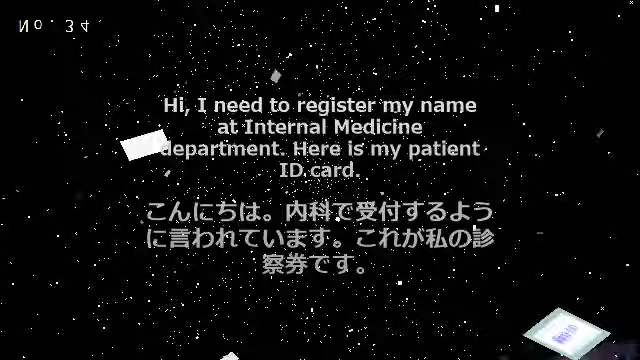 No. 34
Hi, I need to register my name
at Internal Medicine
department. Here is my patient
ID card.
こんにちは。内科で受付するよう
に言われています。これが私の診
察券です。